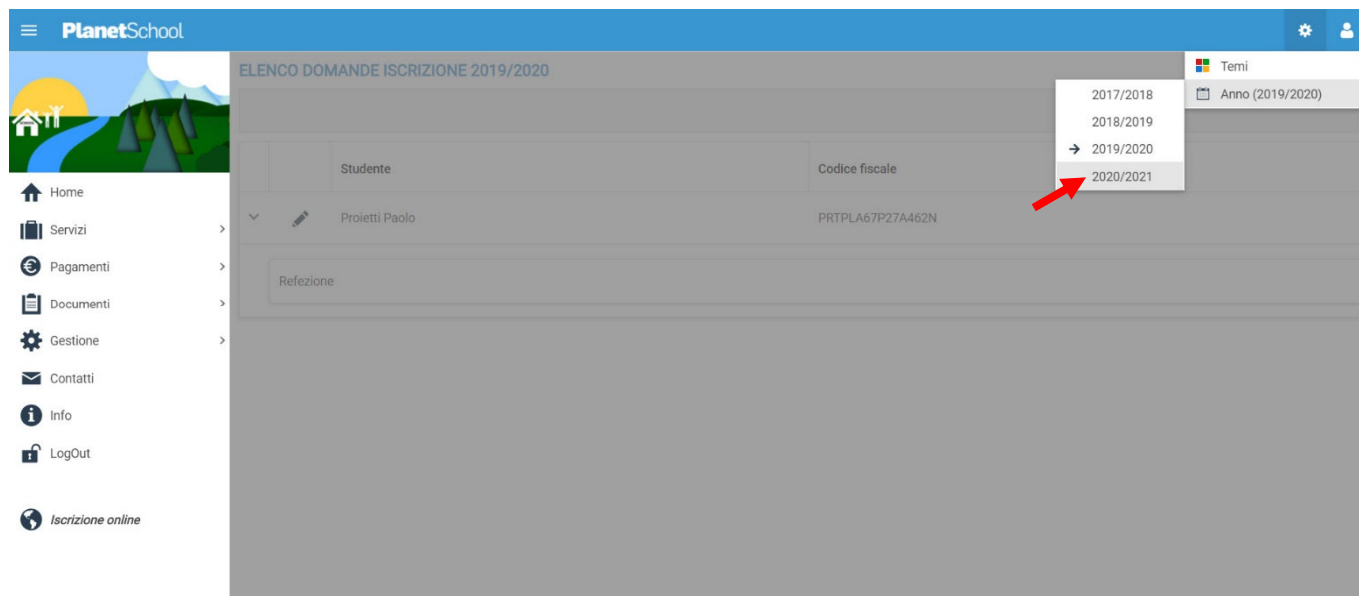 PlanetSchool
ELENCO DOMANDE ISCRIZIONE 2019/2020
Temi
Anno (2019/2020)
2017/2018
2018/2019
2019/2020
2020/2021
Studente
Codice fiscale
Proietti Paolo
PRTPLA67P27A462N
Refezione
Home
Servizi
Pagamenti
Documenti
Gestione
Contatti
Info
LogOut
Iscrizione online